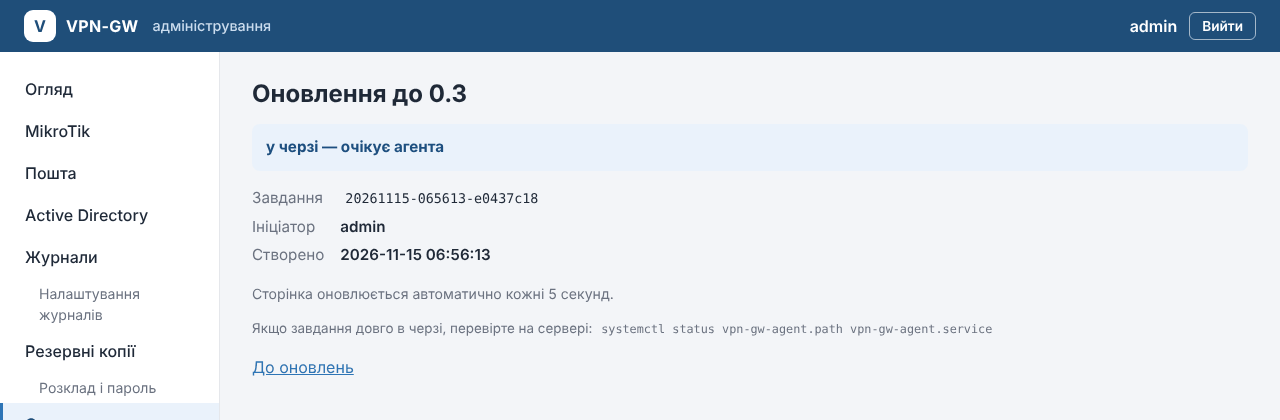 V VPN-GW адміністрування admin Вийти
Огляд
MikroTik
Пошта
Active Directory
Журнали
Налаштування
журналів
Резервні копії
Розклад і пароль
Оновлення до 0.3
у черзі — очікує агента
Завдання 20261115-065613-e0437c18
Ініціатор admin
Створено 2026-11-15 06:56:13
Сторінка оновлюється автоматично кожні 5 секунд.
Якщо завдання довго в черзі, перевірте на сервері: systemctl status vpn-gw-agent.path vpn-gw-agent.service
До оновлень